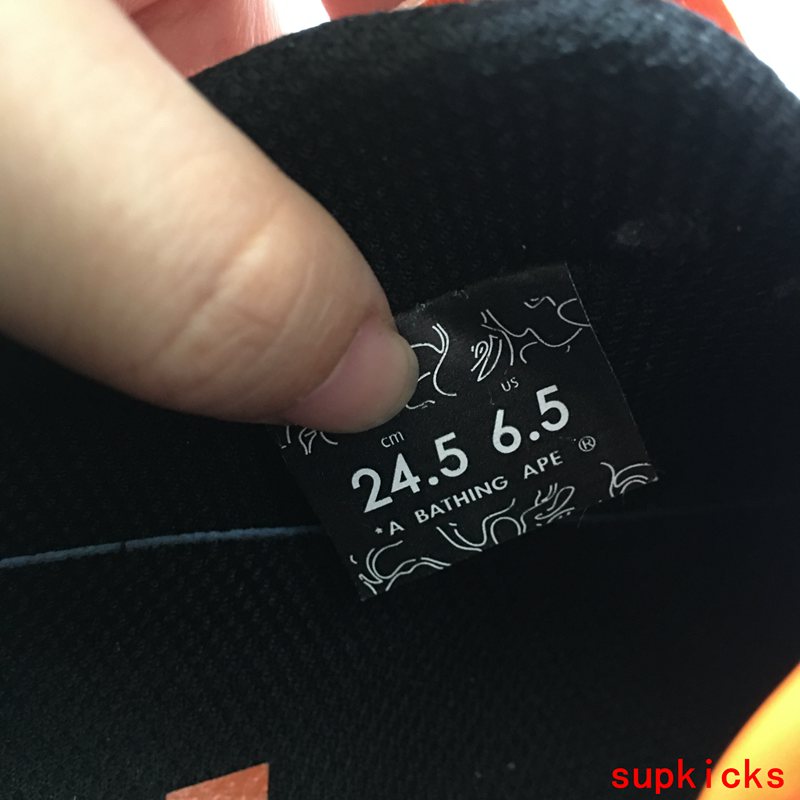 cm US
24.5 6.5
*A BATHING APE ®
supkicks